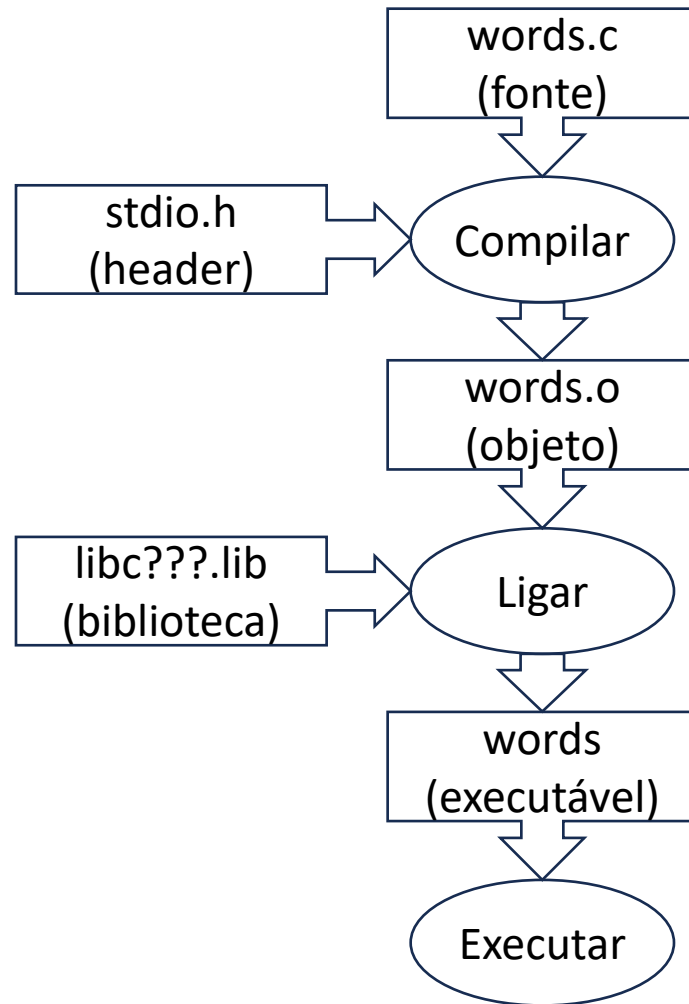 words.c
(fonte)
stdio.h
(header)
Compilar
words.o
(objeto)
libc???.lib
(biblioteca)
Ligar
words
(executável)
Executar